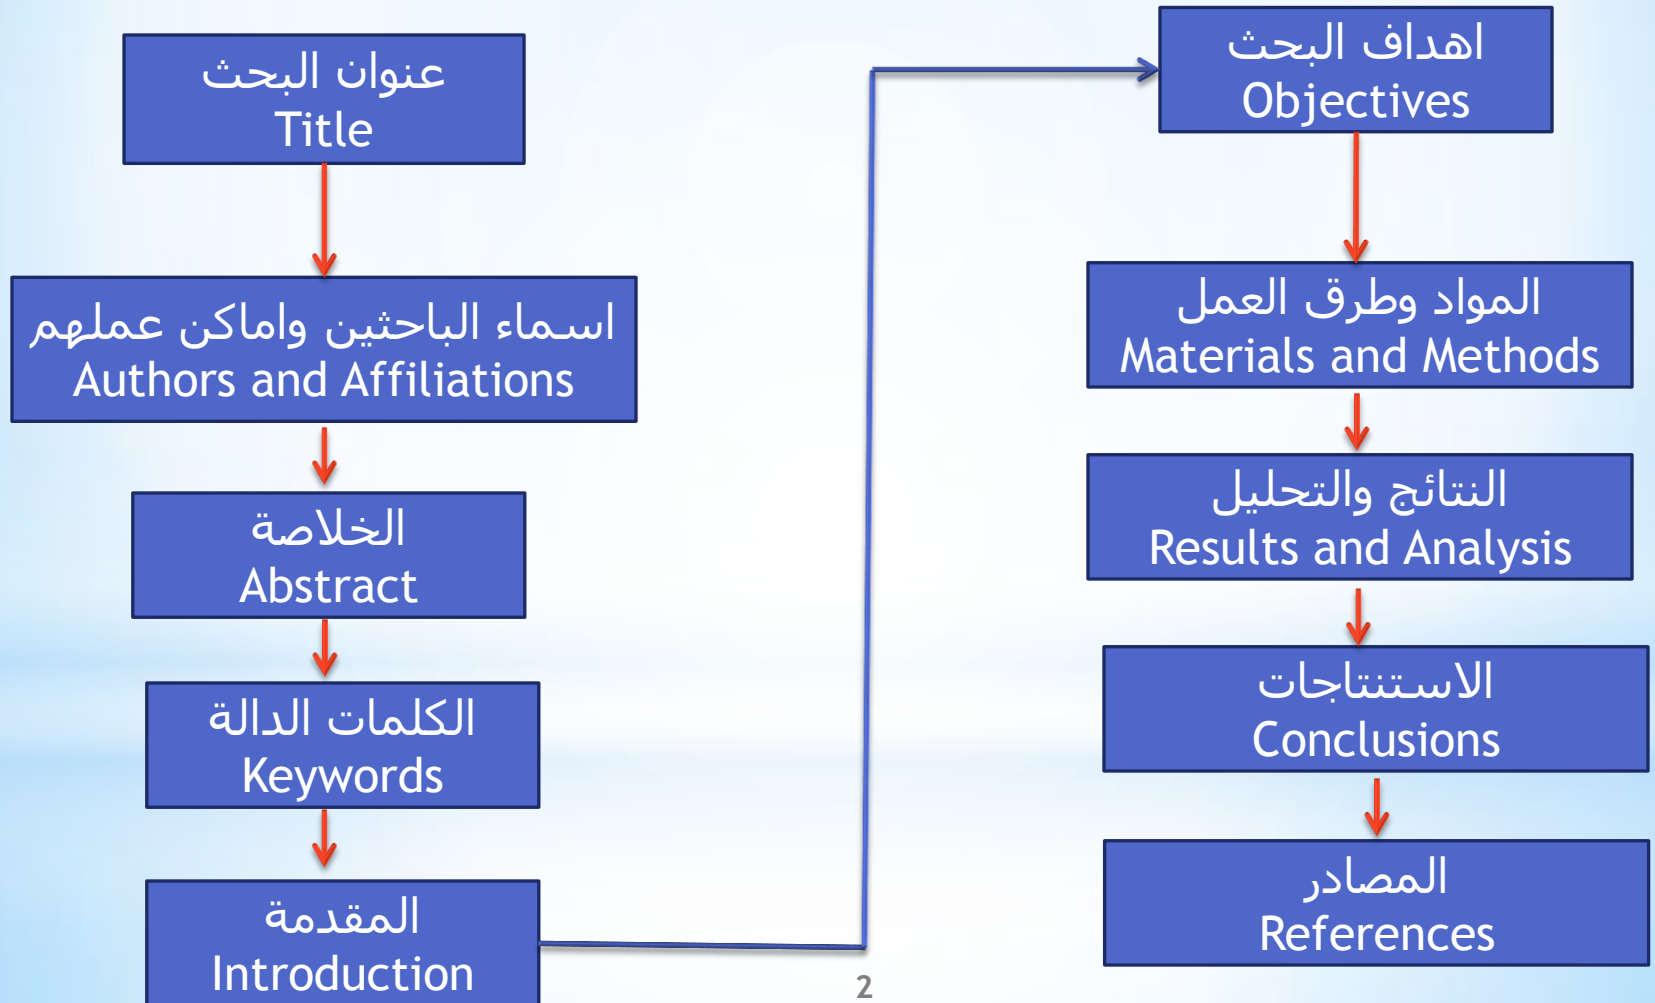 عنوان البحث
Title
اسماء الباحثين واماكن عملهم
Authors and Affiliations
الخلاصة
Abstract
الكلمات الدالة
Keywords
المقدمة
Introduction
اهداف البحث
Objectives
المواد وطرق العمل
Materials and Methods
النتائج والتحليل
Results and Analysis
الاستنتاجات
Conclusions
المصادر
References
2